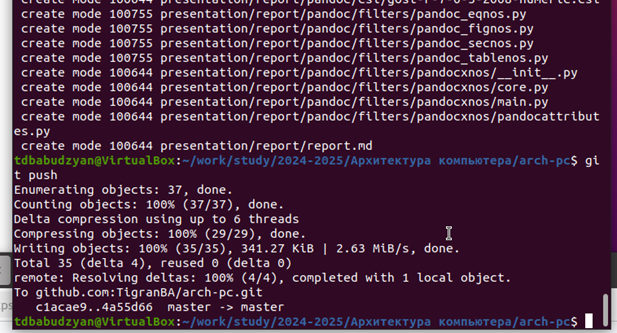 create mode 100644 presentation/report/pandoc/csl/gost-r-7-0-5-2008-numeric.csl
create mode 100755 presentation/report/pandoc/filters/pandoc_eqnos.py
create mode 100755 presentation/report/pandoc/filters/pandoc_fignos.py
create mode 100755 presentation/report/pandoc/filters/pandoc_secnos.py
create mode 100755 presentation/report/pandoc/filters/pandoc_tablenos.py
create mode 100644 presentation/report/pandoc/filters/pandocxnos/__init__.py
create mode 100644 presentation/report/pandoc/filters/pandocxnos/core.py
create mode 100644 presentation/report/pandoc/filters/pandocxnos/main.py
create mode 100644 presentation/report/pandoc/filters/pandocxnos/pandocattribut
es.py
create mode 100644 presentation/report/report.md
tdbabudzyan@VirtualBox:~/work/study/2024-2025/Архитектура компьютера/arch-pc$ gi
t push
Enumerating objects: 37, done.
Counting objects: 100% (37/37), done.
Delta compression using up to 6 threads
Compressing objects: 100% (29/29), done.
Writing objects: 100% (35/35), 341.27 KiB | 2.63 MiB/s, done.
Total 35 (delta 4), reused 0 (delta 0)
remote: Resolving deltas: 100% (4/4), completed with 1 local object.
To github.com:TigranBA/arch-pc.git
c1acae9..4a55d66  master -> master
tdbabudzyan@VirtualBox:~/work/study/2024-2025/Архитектура компьютера/arch-pc$